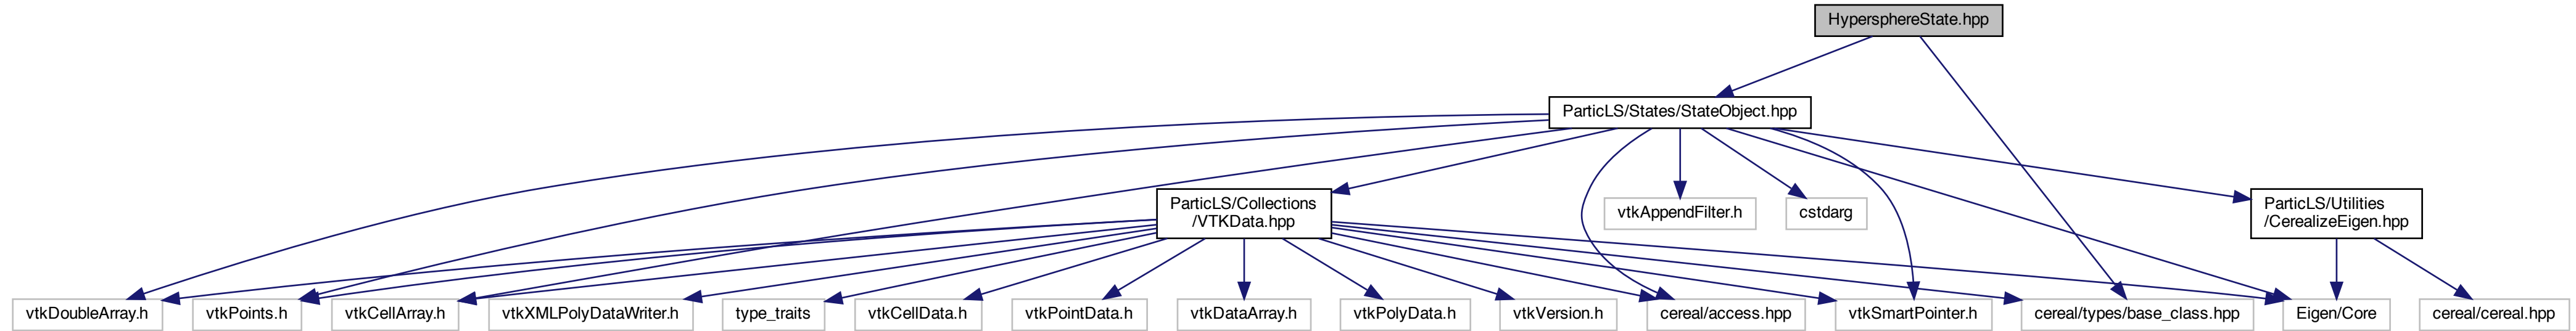 HypersphereState.hpp
ParticLS/States/StateObject.hpp
ParticLS/Collections
/VTKData.hpp
vtkAppendFilter.h
cstdarg
ParticLS/Utilities
/CerealizeEigen.hpp
vtkDoubleArray.h
vtkPoints.h
vtkCellArray.h
vtkXMLPolyDataWriter.h
type_traits
vtkCellData.h
vtkPointData.h
vtkDataArray.h
vtkPolyData.h
vtkVersion.h
cereal/access.hpp
vtkSmartPointer.h
cereal/types/base_class.hpp
Eigen/Core
cereal/cereal.hpp